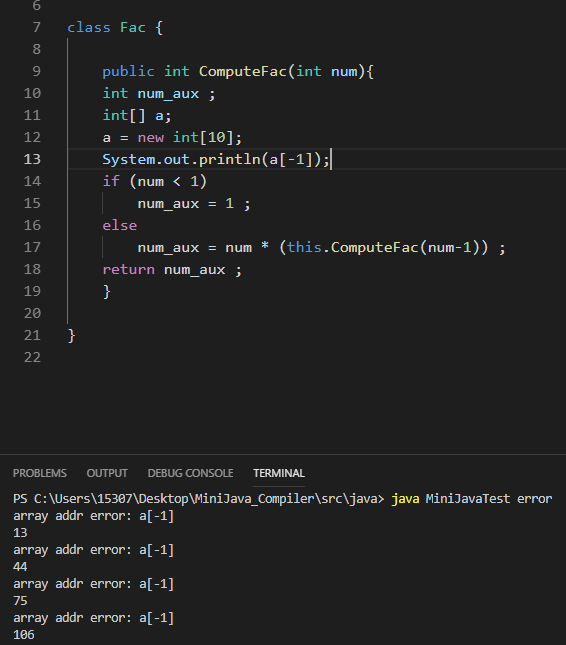 6
7 class Fac {
8
9 public int ComputeFac(int num){
10 int num_aux ;
11 int[] a;
12 a = new int[10];
13 System.out.println(a[-1]);
14 if (num < 1)
15 num_aux = 1 ;
16 else
17 num_aux = num * (this.ComputeFac(num-1)) ;
18 return num_aux ;
19 }
20
21 }
22
PROBLEMS OUTPUT DEBUG CONSOLE TERMINAL
PS C:\Users\15307\Desktop\MiniJava_Compiler\src\java> java MiniJavaTest error
array addr error: a[-1]
13
array addr error: a[-1]
44
array addr error: a[-1]
75
array addr error: a[-1]
106